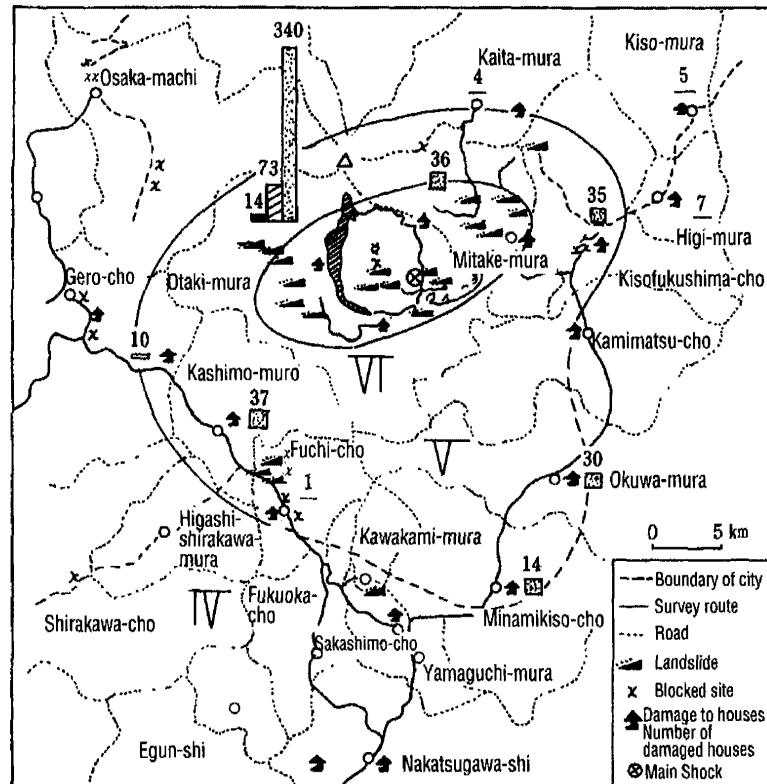 340
Kiso-mura
Kaita-mura
Osaka-machi
4
5
73
36
14
35
7
Higi-mura
Mitake-mura
Otaki-mura
Gero-cho
Kisofukushima-cho
10
Kamimatsu-cho
VI
Kashimo-muro
37
V
Fuchi-cho
30
Okuwa-mura
1
Higashi-
shirakawa-
mura
Kawakami-mura
0 5 km
14
Fukuoka-
cho
IV
Minamikiso-cho
Shirakawa-cho
Sakashimo-cho
Yamaguchi-mura
Egun-shi
Nakatsugawa-shi
Boundary of city
Survey route
Road
Landslide
Blocked site
Damage to houses
Number of
damaged houses
Main Shock